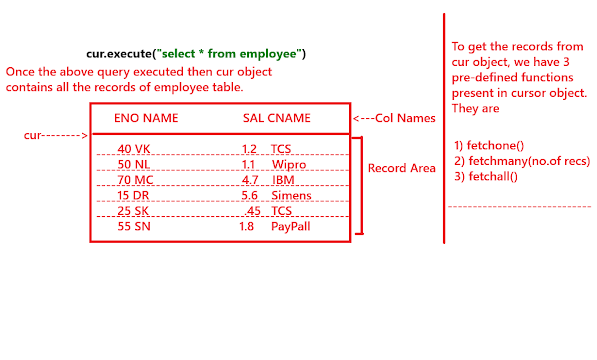 cur.execute("select * from employee")
Once the above query executed then cur object
contains all the records of employee table.
ENO NAME SAL CNAME
<---Col Names
cur-------->
40 VK 1.2 TCS
50 NL 1.1 Wipro
70 MC 4.7 IBM
15 DR 5.6 Simens
25 SK .45 TCS
55 SN 1.8 PayPall
Record Area
To get the records from
cur object, we have 3
pre-defined functions
present in cursor object.
They are
1) fetchone()
2) fetchmany(no.of recs)
3) fetchall()